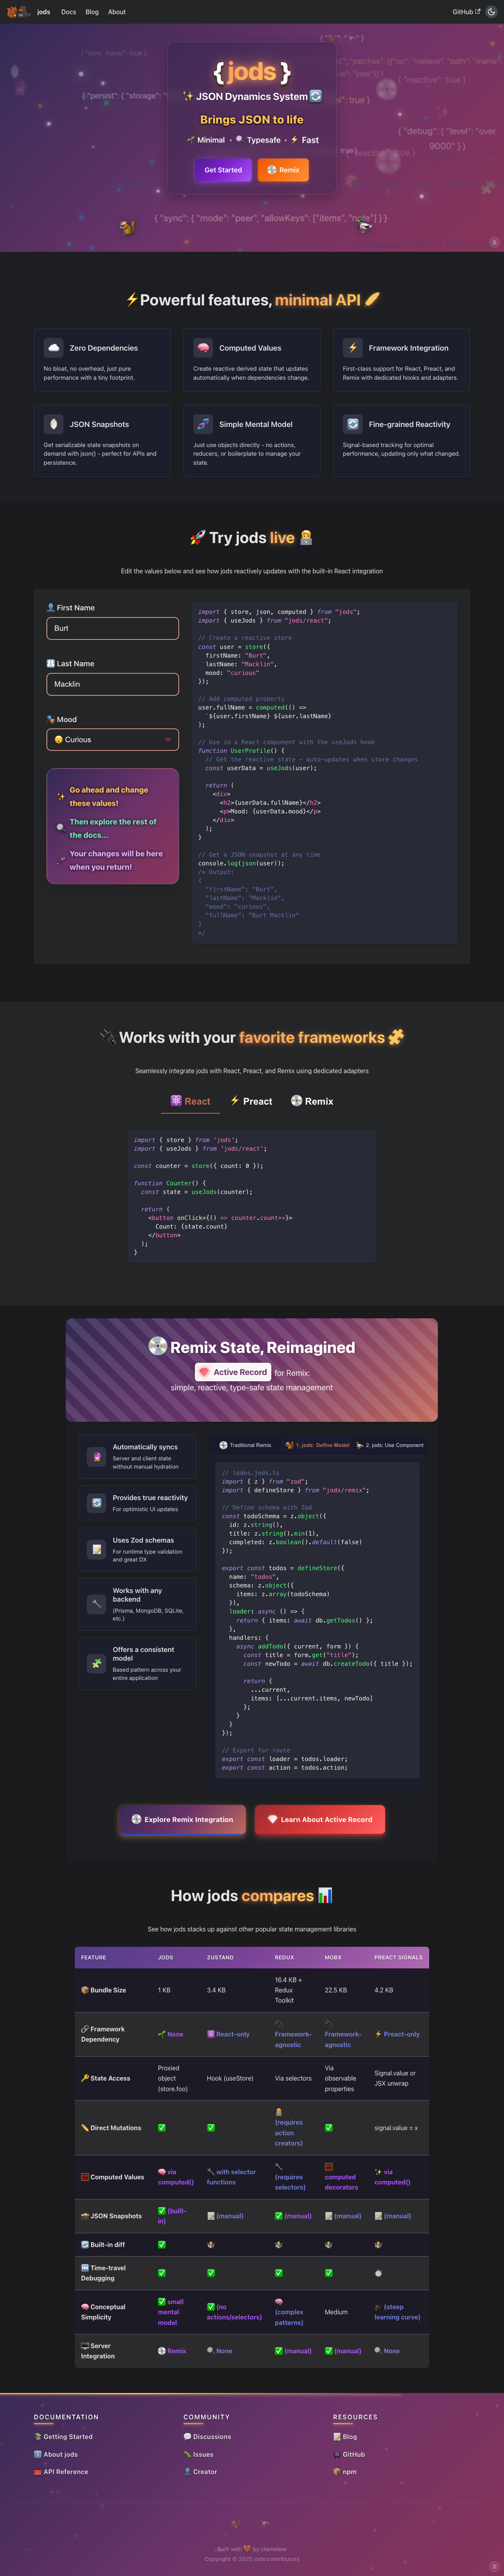 jods Docs Blog About GitHub
{ "time_travel": true }
{ "persist": { "storage":
"patches": [{"op": "replace", "path": "/name",
{ "reactive": true }
{ "debug": { "level": "over
9000" } }
{ "sync": { "mode": "peer", "allowKeys": ["items", "note"] } }
{ jods }
✨ JSON Dynamics System 🔄
Brings JSON to life
🌱 Minimal • 🔍 Typesafe • ⚡ Fast
Get Started 💿 Remix
⚡Powerful features, minimal API 🪶
Zero Dependencies
No bloat, no overhead, just pure
performance with a tiny footprint.
Computed Values
Create reactive derived state that updates
automatically when dependencies change.
Framework Integration
First-class support for React, Preact, and
Remix with dedicated hooks and adapters.
JSON Snapshots
Get serializable state snapshots on
demand with json() - perfect for APIs and
persistence.
Simple Mental Model
Just use objects directly - no actions,
reducers, or boilerplate to manage your
state.
Fine-grained Reactivity
Signal-based tracking for optimal
performance, updating only what changed.
🚀 Try jods live
Edit the values below and see how jods reactively updates with the built-in React integration
First Name
Burt
Last Name
Macklin
Mood
Curious
Go ahead and change
these values!
Then explore the rest of
the docs...
Your changes will be here
when you return!
import { store, json, computed } from "jods";
import { useJods } from "jods/react";
// Create a reactive store
const user = store({
firstName: "Burt",
lastName: "Macklin",
mood: "curious"
});
// Add computed property
user.fullName = computed(() =>
`${user.firstName} ${user.lastName}`
);
// Use in a React component with the useJods hook
function UserProfile() {
// Get the reactive state - auto-updates when store changes
const userData = useJods(user);
return (
<div>
<h2>{userData.fullName}</h2>
<p>Mood: {userData.mood}</p>
</div>
);
}
// Get a JSON snapshot at any time
console.log(json(user));
/* Output:
{
"firstName": "Burt",
"lastName": "Macklin",
"mood": "curious",
"fullName": "Burt Macklin"
}
*/
Works with your favorite frameworks
Seamlessly integrate jods with React, Preact, and Remix using dedicated adapters
React Preact Remix
import { store } from 'jods';
import { useJods } from 'jods/react';
const counter = store({ count: 0 });
function Counter() {
const state = useJods(counter);
return (
<button onClick={() => counter.count++}>
Count: {state.count}
</button>
);
}
Remix State, Reimagined
Active Record for Remix:
simple, reactive, type-safe state management
Automatically syncs
Server and client state
without manual hydration
Provides true reactivity
For optimistic UI updates
Uses Zod schemas
For runtime type validation
and great DX
Works with any
backend
(Prisma, MongoDB, SQLite,
etc.)
Offers a consistent
model
Based pattern across your
entire application
Traditional Remix 1. jods: Define Model 2. jods: Use Component
// todos.jods.ts
import { z } from "zod";
import { defineStore } from "jods/remix";
// Define schema with Zod
const todoSchema = z.object({
id: z.string(),
title: z.string().min(1),
completed: z.boolean().default(false)
});
export const todos = defineStore({
name: "todos",
schema: z.object({
items: z.array(todoSchema)
}),
loader: async () => {
return { items: await db.getTodos() };
},
handlers: {
async addTodo({ current, form }) {
const title = form.get("title");
const newTodo = await db.createTodo({ title });
return {
...current,
items: [...current.items, newTodo]
};
}
}
});
// Export for route
export const loader = todos.loader;
export const action = todos.action;
Explore Remix Integration Learn About Active Record
How jods compares 📊
See how jods stacks up against other popular state management libraries
FEATURE JODS ZUSTAND REDUX MOBX PREACT SIGNALS
Bundle Size 1 KB 3.4 KB 16.4 KB + Redux Toolkit 22.5 KB 4.2 KB
Framework Dependency None React-only Framework-agnostic Framework-agnostic Preact-only
State Access Proxied object (store.foo) Hook (useStore) Via selectors Via observable properties Signal.value or JSX unwrap
Direct Mutations ✅ ✅ (requires action creators) ✅ signal.value = x
Computed Values via computed() with selector functions (requires selectors) computed decorators via computed()
JSON Snapshots ✅ (built-in) (manual) ✅ (manual) (manual) (manual)
Built-in diff ✅
Time-travel Debugging ✅ ✅ ✅ ✅
Conceptual Simplicity ✅ small mental model ✅ (no actions/selectors) (complex patterns) Medium (steep learning curve)
Server Integration Remix None ✅ (manual) ✅ (manual) None
DOCUMENTATION
Getting Started
About jods
API Reference
COMMUNITY
Discussions
Issues
Creator
RESOURCES
Blog
GitHub
npm
Built with 🤎 by clamstew
Copyright © 2025 jods contributors